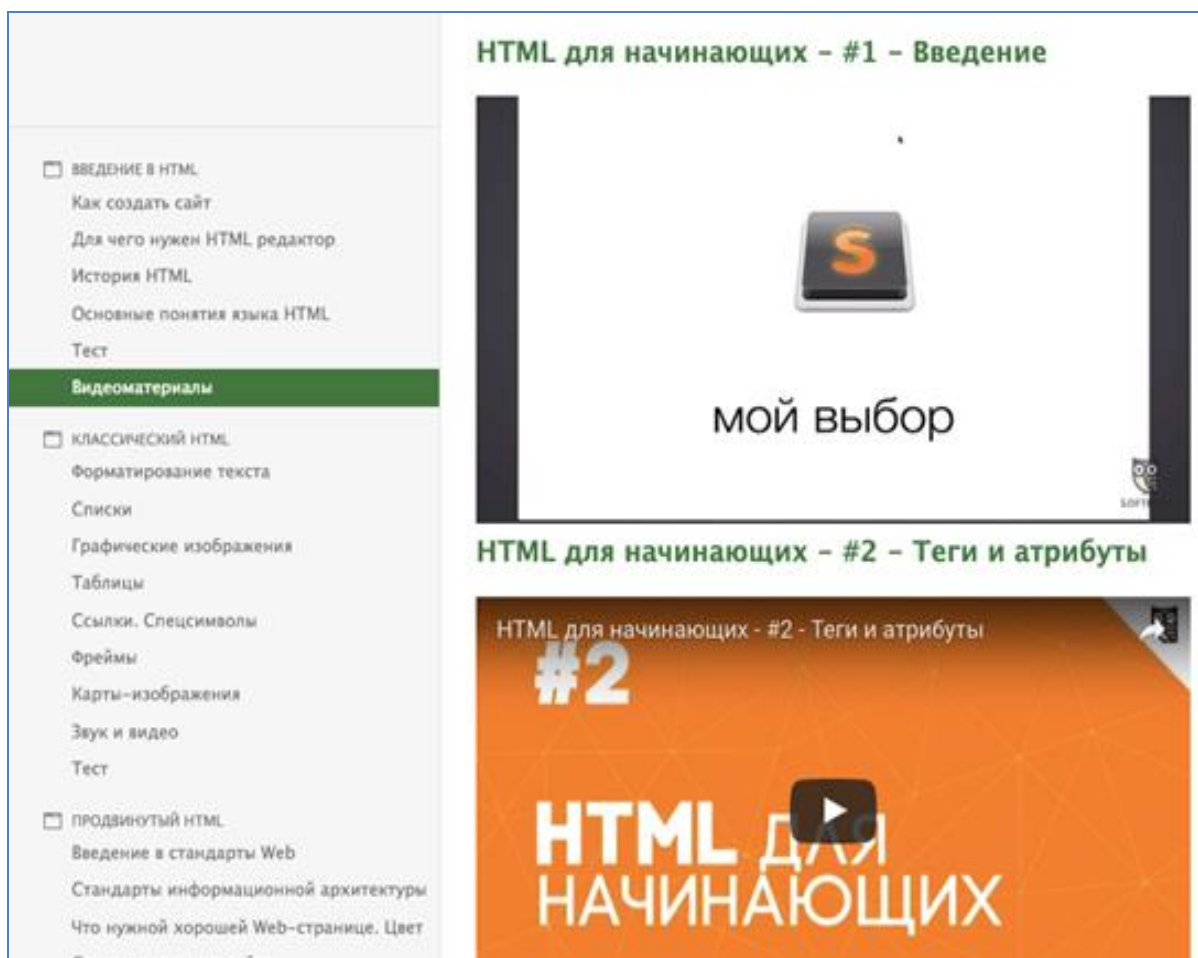 ВВЕДЕНИЕ В HTML
Как создать сайт
Для чего нужен HTML редактор
История HTML
Основные понятия языка HTML
Тест
Видеоматериалы
КЛАССИЧЕСКИЙ HTML
Форматирование текста
Списки
Графические изображения
Таблицы
Ссылки. Спецсимволы
Фреймы
Карты-изображения
Звук и видео
Тест
ПРОДВИНУТЫЙ HTML
Введение в стандарты Web
Стандарты информационной архитектуры
Что нужной хорошей Web-странице. Цвет
HTML для начинающих - #1 - Введение
S
мой выбор
HTML для начинающих - #2 - Теги и атрибуты
HTML для начинающих - #2 - Теги и атрибуты
#2
HTML ДЛЯ
НАЧИНАЮЩИХ